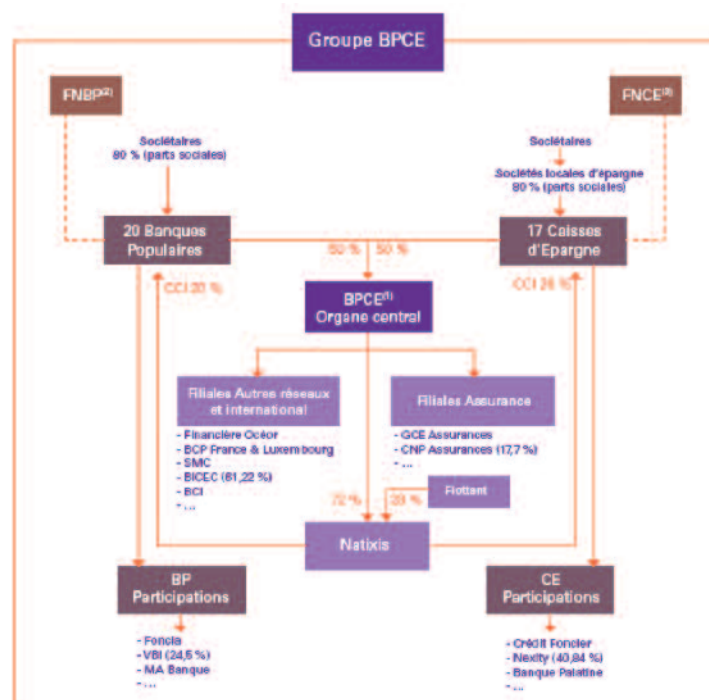 Groupe BPCE
FNBP(2)
FNCE(3)
Sociétaires
80 % (parts sociales)
Sociétaires
Sociétés locales d'épargne
80 % (parts sociales)
20 Banques
Populaires
17 Caisses
d'Epargne
50 %
50 %
CCI 20 %
CCI 20 %
BPCE(1)
Organe central
Filiales Autres réseaux
et international
Filiales Assurance
- Financière Océor
- BCP France & Luxembourg
- SMC
- BICEC (61,22 %)
- BCI
- ...
- GCE Assurances
- CNP Assurances (17,7 %)
- ...
Flottant
72 %
28 %
Natixis
BP
Participations
CE
Participations
- Foncia
- VBI (24,5 %)
- MA Banque
- ...
- Crédit Foncier
- Nexity (40,84 %)
- Banque Palatine
- ...